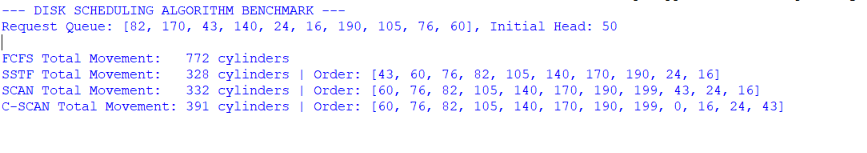 --- DISK SCHEDULING ALGORITHM BENCHMARK ---
Request Queue: [82, 170, 43, 140, 24, 16, 190, 105, 76, 60], Initial Head: 50
FCFS Total Movement:   772 cylinders
SSTF Total Movement:   328 cylinders | Order: [43, 60, 76, 82, 105, 140, 170, 190, 24, 16]
SCAN Total Movement:   332 cylinders | Order: [60, 76, 82, 105, 140, 170, 190, 199, 43, 24, 16]
C-SCAN Total Movement: 391 cylinders | Order: [60, 76, 82, 105, 140, 170, 190, 199, 0, 16, 24, 43]